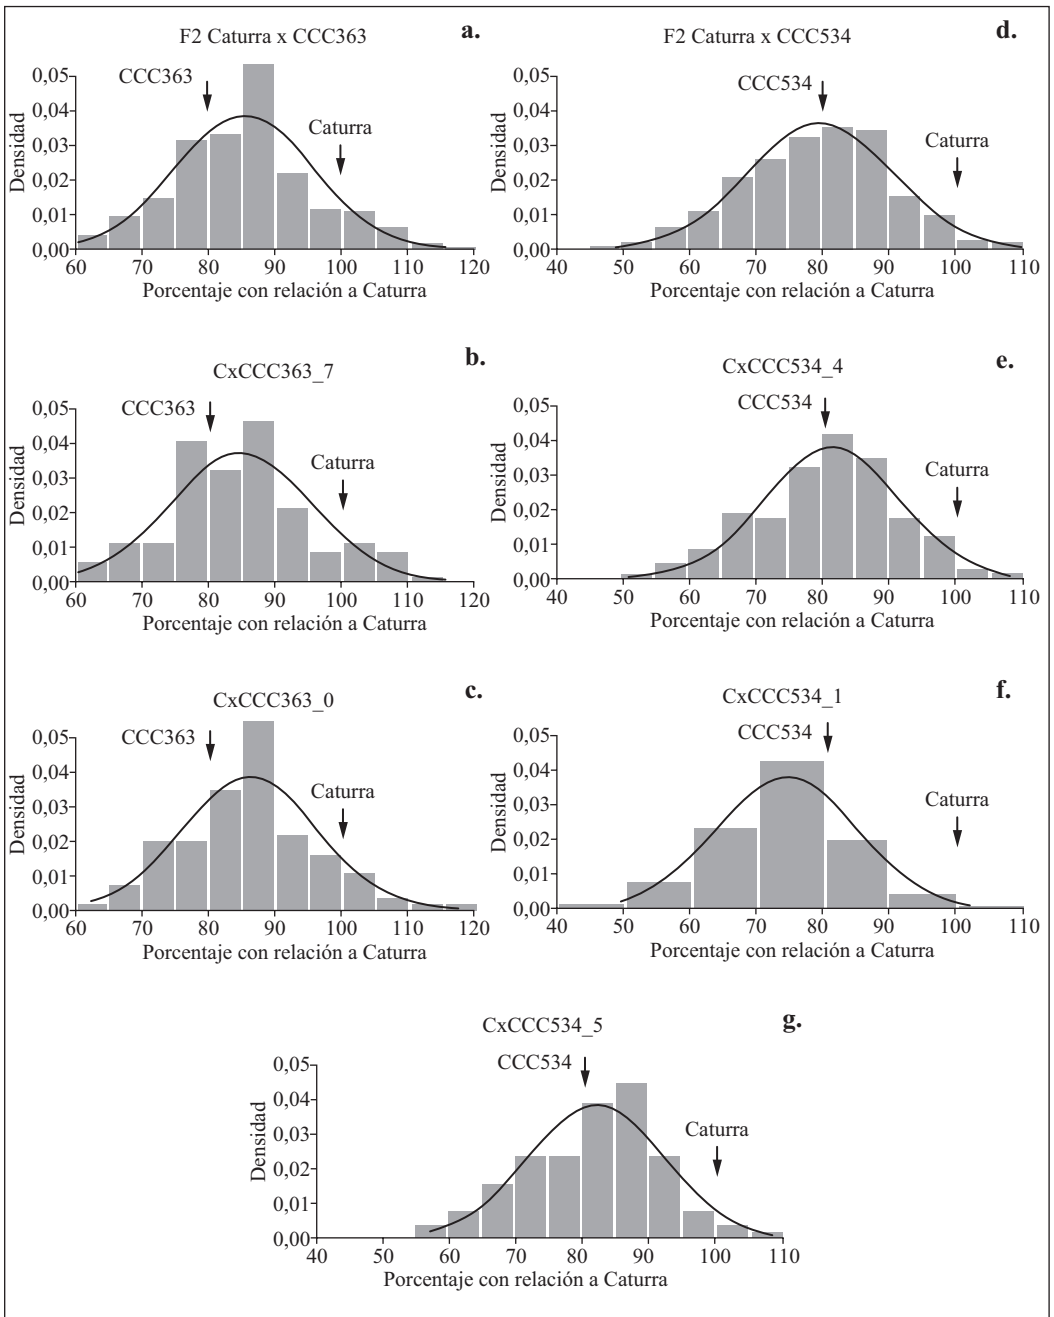 a.
F2 Caturra x CCC363
CCC363
Caturra
Densidad
0,05
0,04
0,03
0,02
0,01
0,00
60 70 80 90 100 110 120
Porcentaje con relación a Caturra
d.
F2 Caturra x CCC534
CCC534
Caturra
Densidad
0,05
0,04
0,03
0,02
0,01
0,00
40 50 60 70 80 90 100 110
Porcentaje con relación a Caturra
b.
CxCCC363_7
CCC363
Caturra
Densidad
0,05
0,04
0,03
0,02
0,01
0,00
60 70 80 90 100 110 120
Porcentaje con relación a Caturra
e.
CxCCC534_4
CCC534
Caturra
Densidad
0,05
0,04
0,03
0,02
0,01
0,00
40 50 60 70 80 90 100 110
Porcentaje con relación a Caturra
c.
CxCCC363_0
CCC363
Caturra
Densidad
0,05
0,04
0,03
0,02
0,01
0,00
60 70 80 90 100 110 120
Porcentaje con relación a Caturra
f.
CxCCC534_1
CCC534
Caturra
Densidad
0,05
0,04
0,03
0,02
0,01
0,00
40 50 60 70 80 90 100 110
Porcentaje con relación a Caturra
g.
CxCCC534_5
CCC534
Caturra
Densidad
0,05
0,04
0,03
0,02
0,01
0,00
40 50 60 70 80 90 100 110
Porcentaje con relación a Caturra